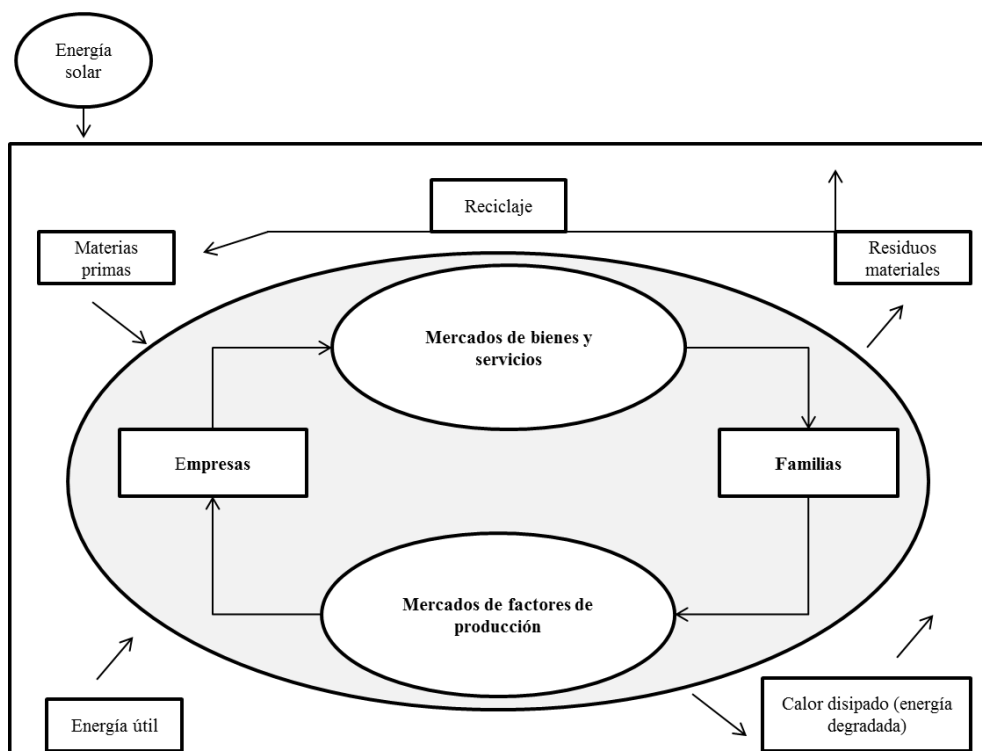 Energía
solar
Reciclaje
Materias
primas
Residuos
materiales
Mercados de bienes y
servicios
Empresas
Familias
Mercados de factores de
producción
Energía útil
Calor disipado (energía
degradada)